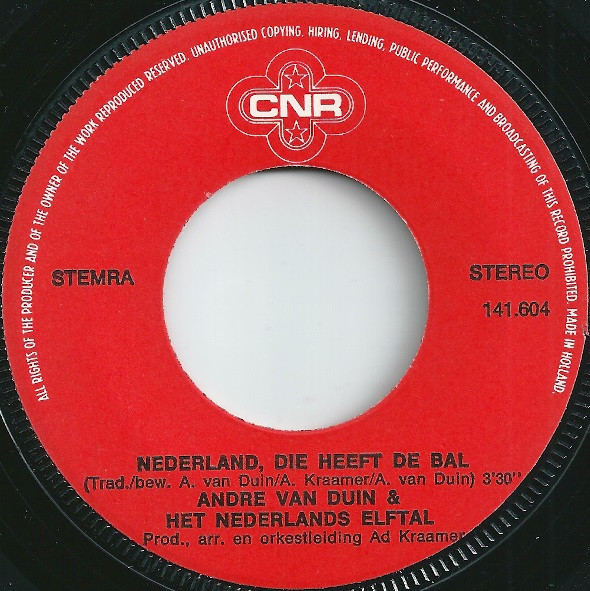 ALL RIGHTS OF THE PRODUCER AND OF THE OWNER OF THE WORK REPRODUCED RESERVED. UNAUTHORISED COPYING, HIRING, LENDING, PUBLIC PERFORMANCE AND BROADCASTING OF THIS RECORD PROHIBITED. MADE IN HOLLAND.
CNR
STEMRA
STEREO
141.604
NEDERLAND, DIE HEEFT DE BAL
(Trad./bew. A. van Duin/A. Kraamer/A. van Duin) 3'30''
ANDRE VAN DUIN &
HET NEDERLANDS ELFTAL
Prod., arr. en orkestleiding Ad Kraamer